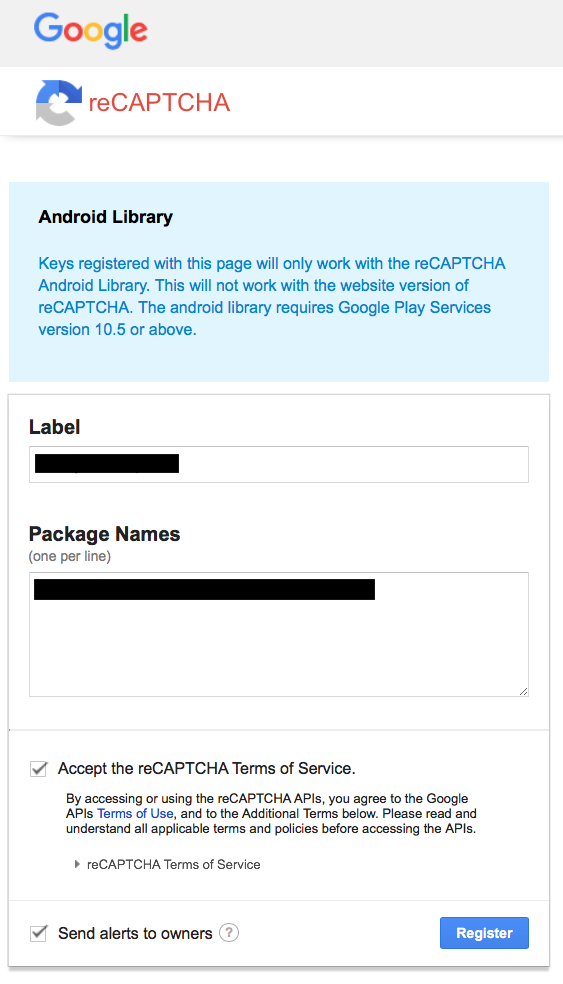 Google
reCAPTCHA
Android Library
Keys registered with this page will only work with the reCAPTCHA
Android Library. This will not work with the website version of
reCAPTCHA. The android library requires Google Play Services
version 10.5 or above.
Label
Package Names
(one per line)
Accept the reCAPTCHA Terms of Service.
By accessing or using the reCAPTCHA APIs, you agree to the Google
APIs Terms of Use, and to the Additional Terms below. Please read and
understand all applicable terms and policies before accessing the APIs.
reCAPTCHA Terms of Service
Send alerts to owners ?
Register